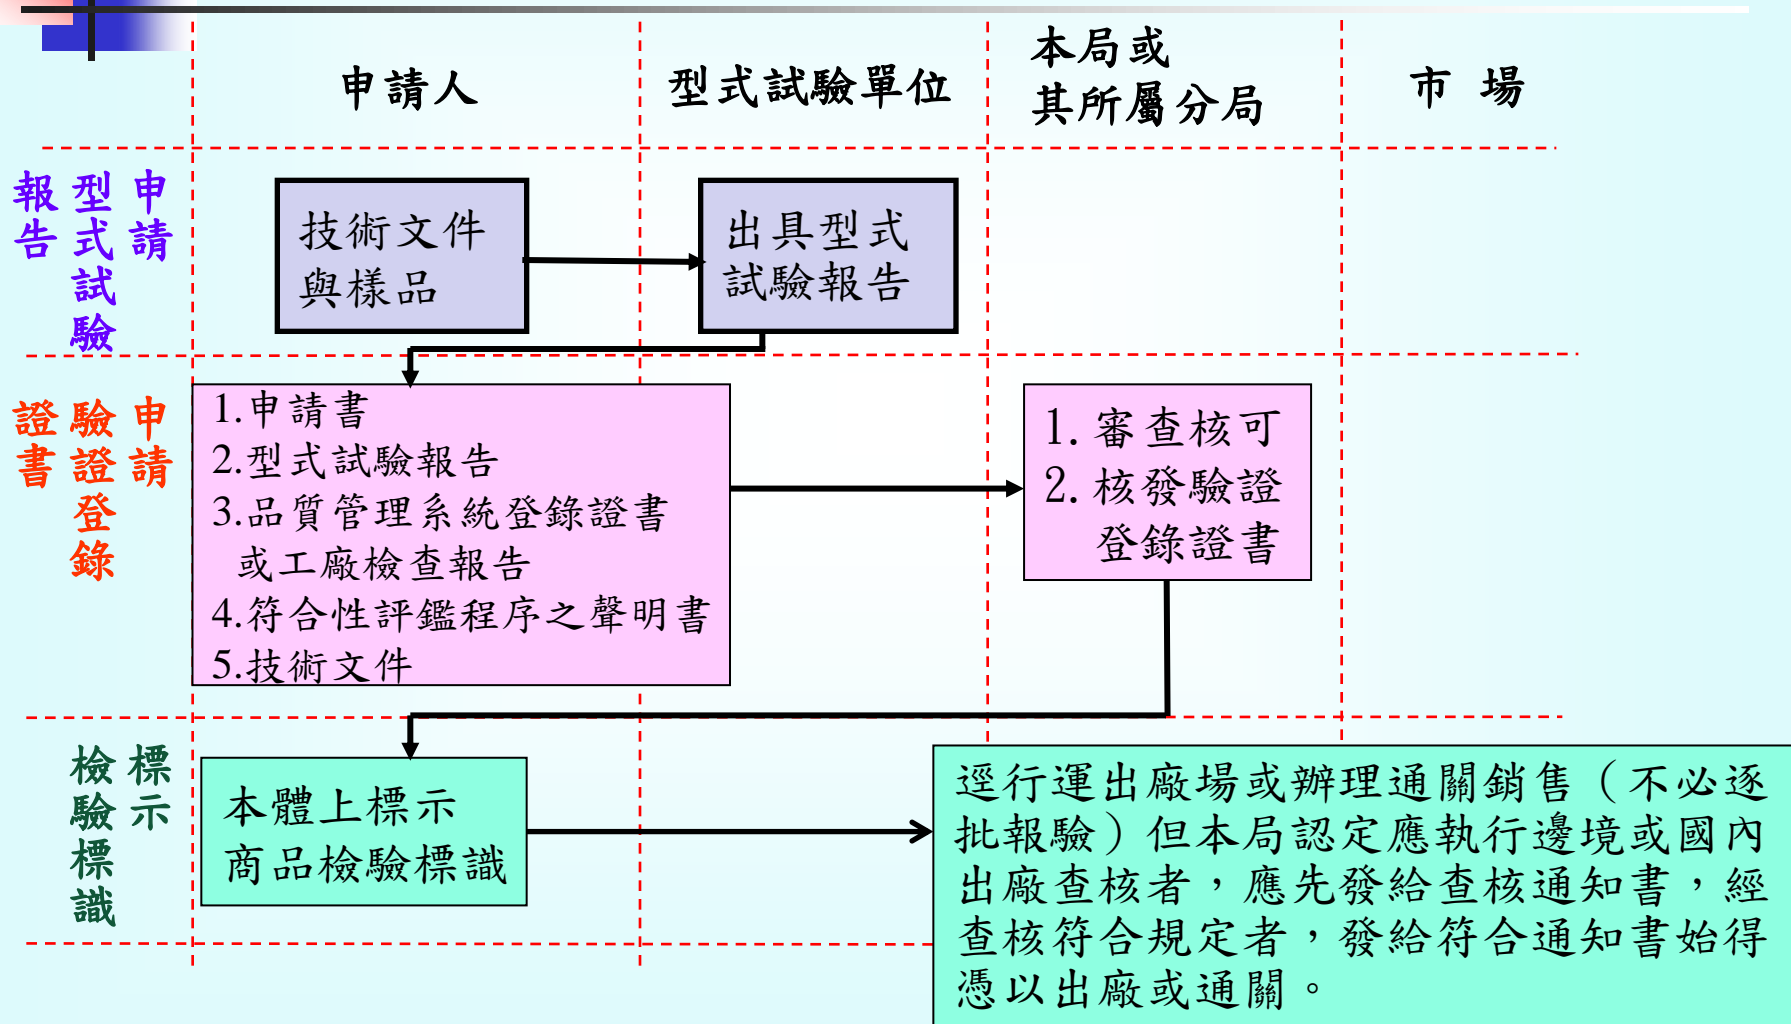 申請人
型式試驗單位
本局或
其所屬分局
市 場
申請
型式試驗
報告
技術文件
與樣品
出具型式
試驗報告
申請
驗證登錄
證書
1.申請書
2.型式試驗報告
3.品質管理系統登錄證書
或工廠檢查報告
4.符合性評鑑程序之聲明書
5.技術文件
1. 審查核可
2. 核發驗證
登錄證書
標示
檢驗標識
本體上標示
商品檢驗標識
逕行運出廠場或辦理通關銷售（不必逐
批報驗）但本局認定應執行邊境或國內
出廠查核者，應先發給查核通知書，經
查核符合規定者，發給符合通知書始得
憑以出廠或通關。